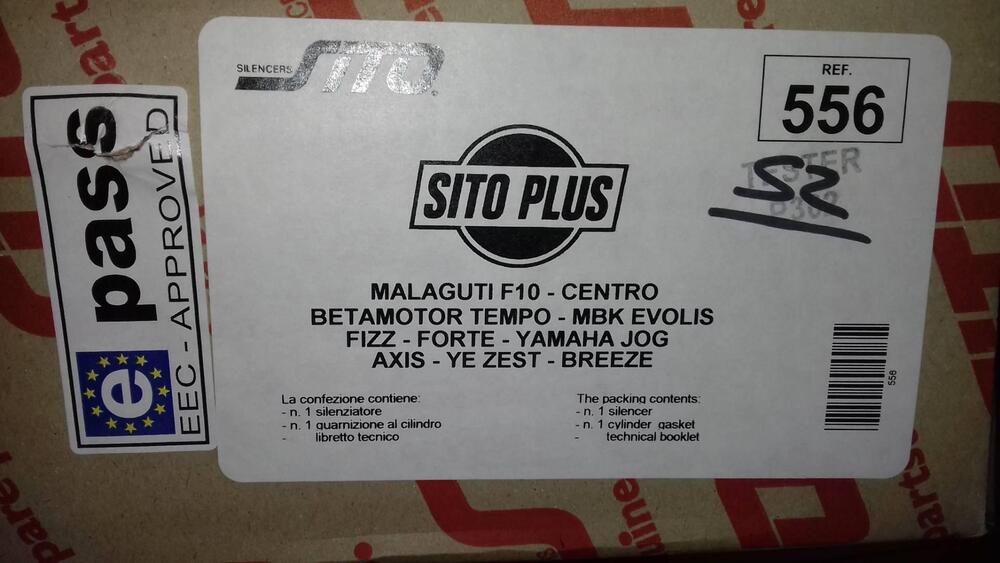 SILENCERS SITO
REF.
556
TESTER
SITO PLUS
MALAGUTI F10 - CENTRO
BETAMOTOR TEMPO - MBK EVOLIS
FIZZ - FORTE - YAMAHA JOG
AXIS - YE ZEST - BREEZE
La confezione contiene:
- n. 1 silenziatore
- n. 1 guarnizione al cilindro
- libretto tecnico
The packing contents:
- n. 1 silencer
- n. 1 cylinder gasket
- technical booklet
556
e pass
EEC - APPROVED